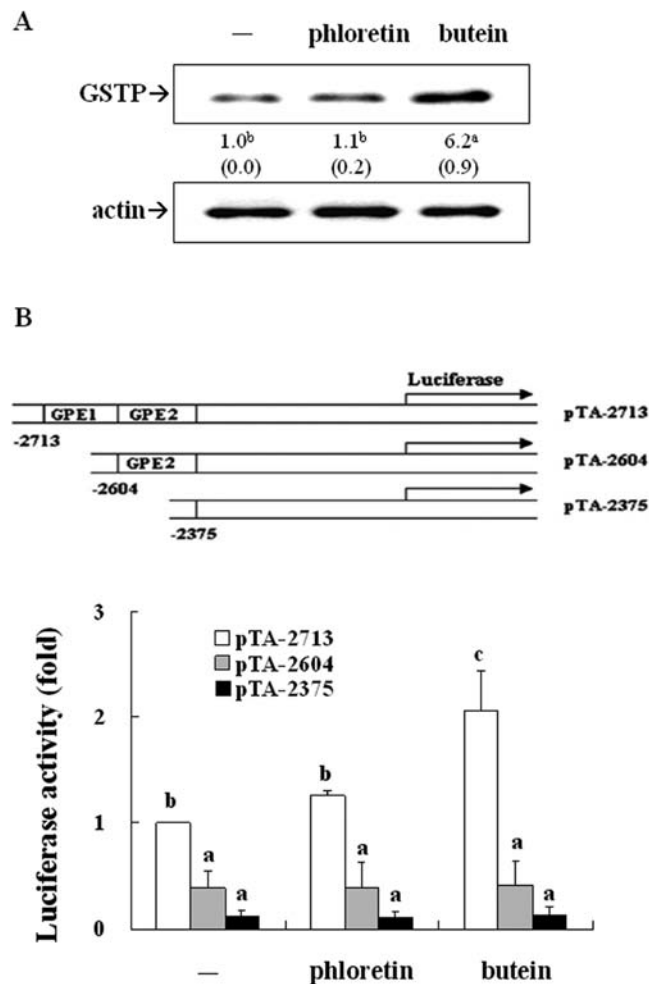 A
— phloretin butein
GSTP→
1.0ᵇ 1.1ᵇ 6.2ᵃ
(0.0) (0.2) (0.9)
actin→
B
Luciferase
GPE1 GPE2 pTA-2713
-2713
GPE2 pTA-2604
-2604
pTA-2375
-2375
Luciferase activity (fold)
3
2
1
0
pTA-2713
pTA-2604
pTA-2375
b a a
b a a
c a a
— phloretin butein